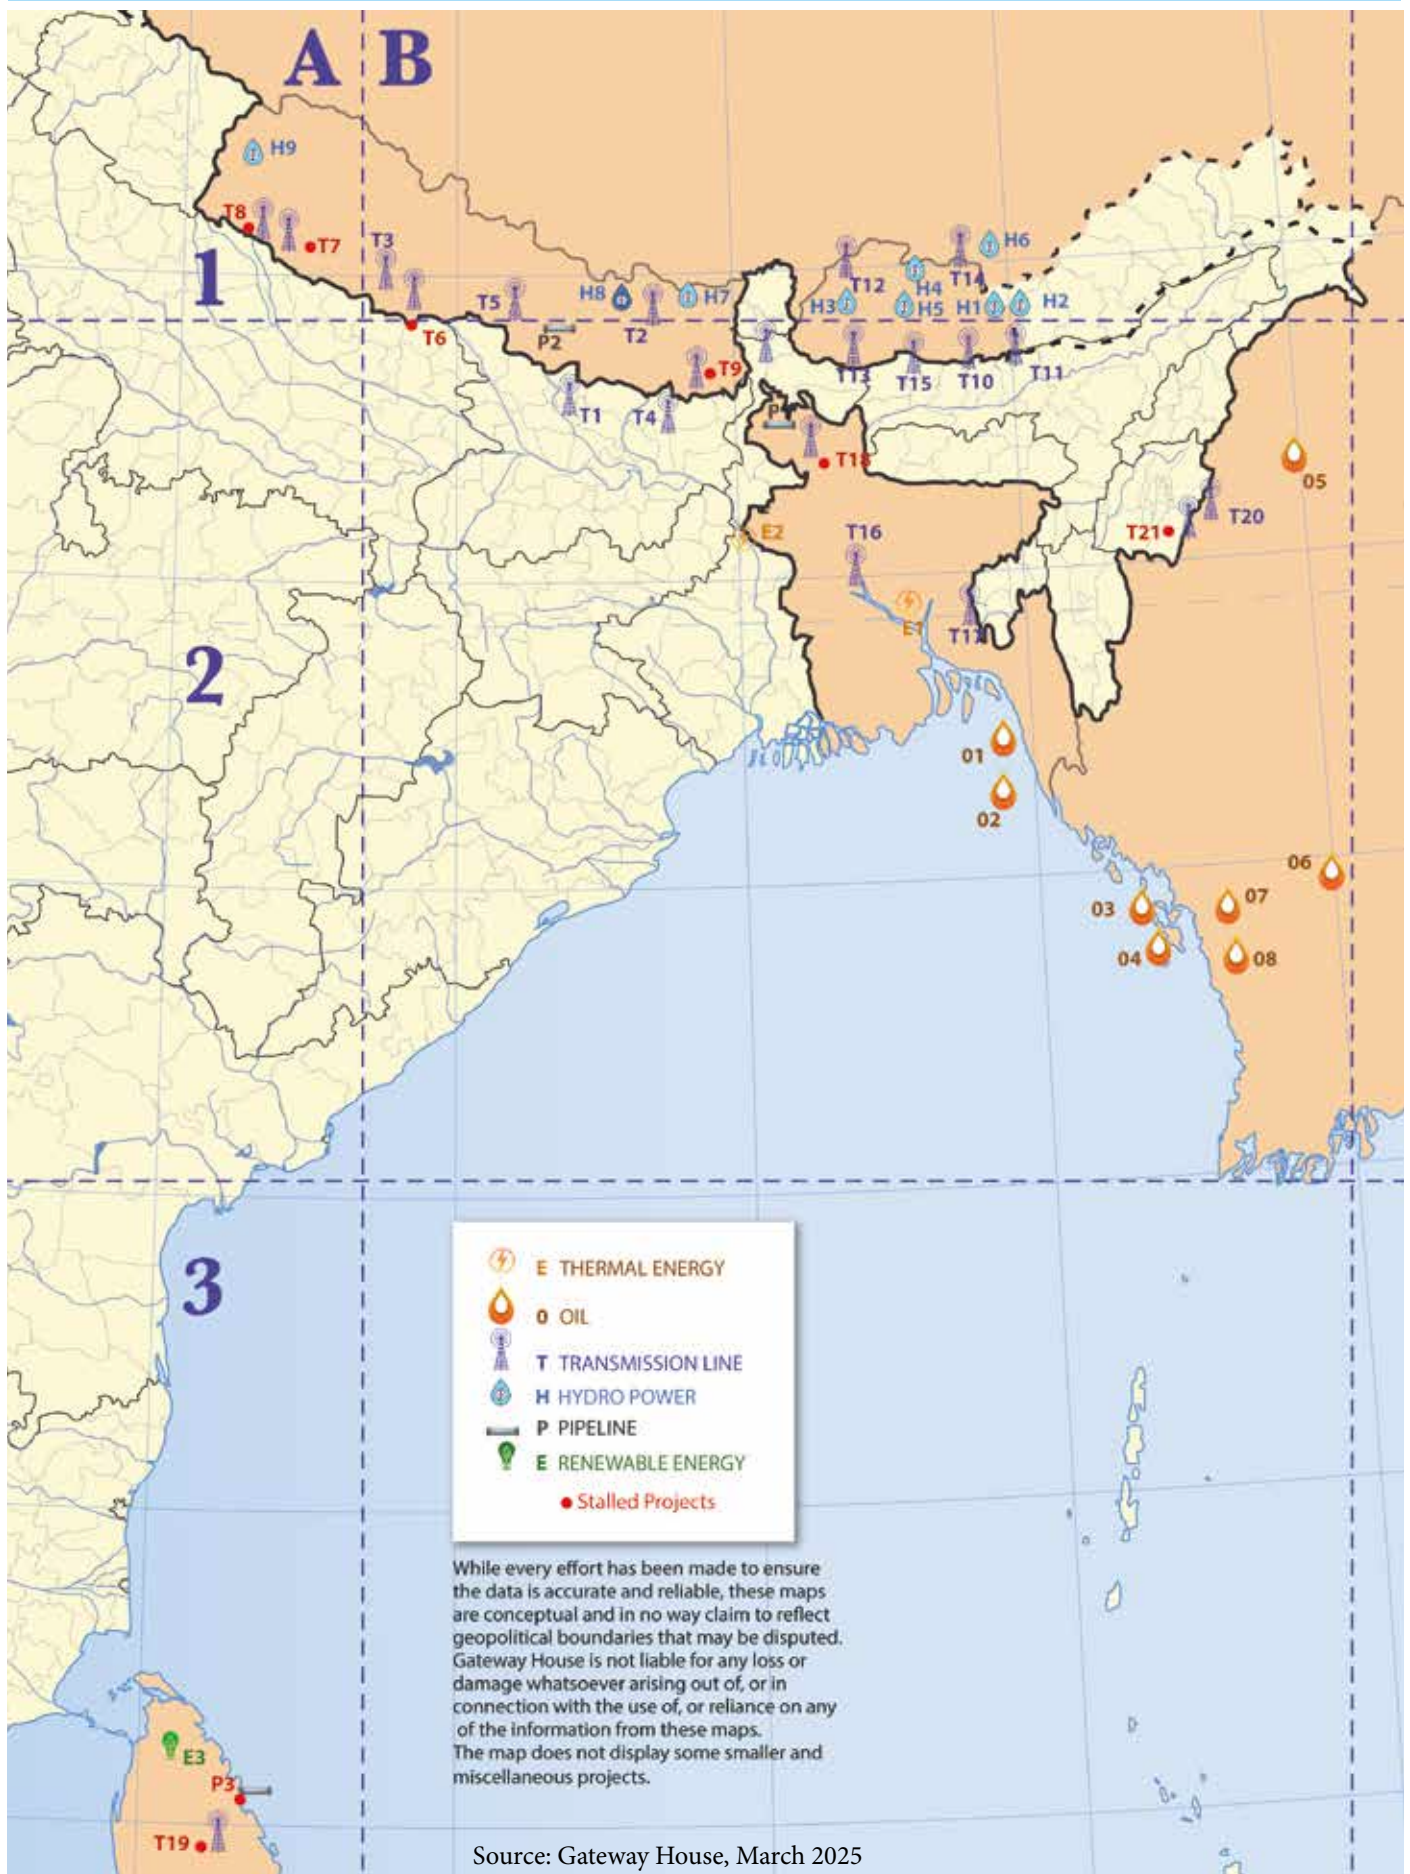 A B
H9
T8
T7
T3
H6
T12
T14
1
T5
H8
H7
H4
H3
H5
H1
H2
T6
P2
T2
T9
T13
T15
T10
T11
T1
T4
T18
05
T16
E2
T21
T20
E1
T17
2
01
02
06
03
07
04
08
3
E THERMAL ENERGY
0 OIL
T TRANSMISSION LINE
H HYDRO POWER
P PIPELINE
E RENEWABLE ENERGY
Stalled Projects
While every effort has been made to ensure
the data is accurate and reliable, these maps
are conceptual and in no way claim to reflect
geopolitical boundaries that may be disputed.
Gateway House is not liable for any loss or
damage whatsoever arising out of, or in
connection with the use of, or reliance on any
of the information from these maps.
The map does not display some smaller and
miscellaneous projects.
E3
P3
T19
Source: Gateway House, March 2025